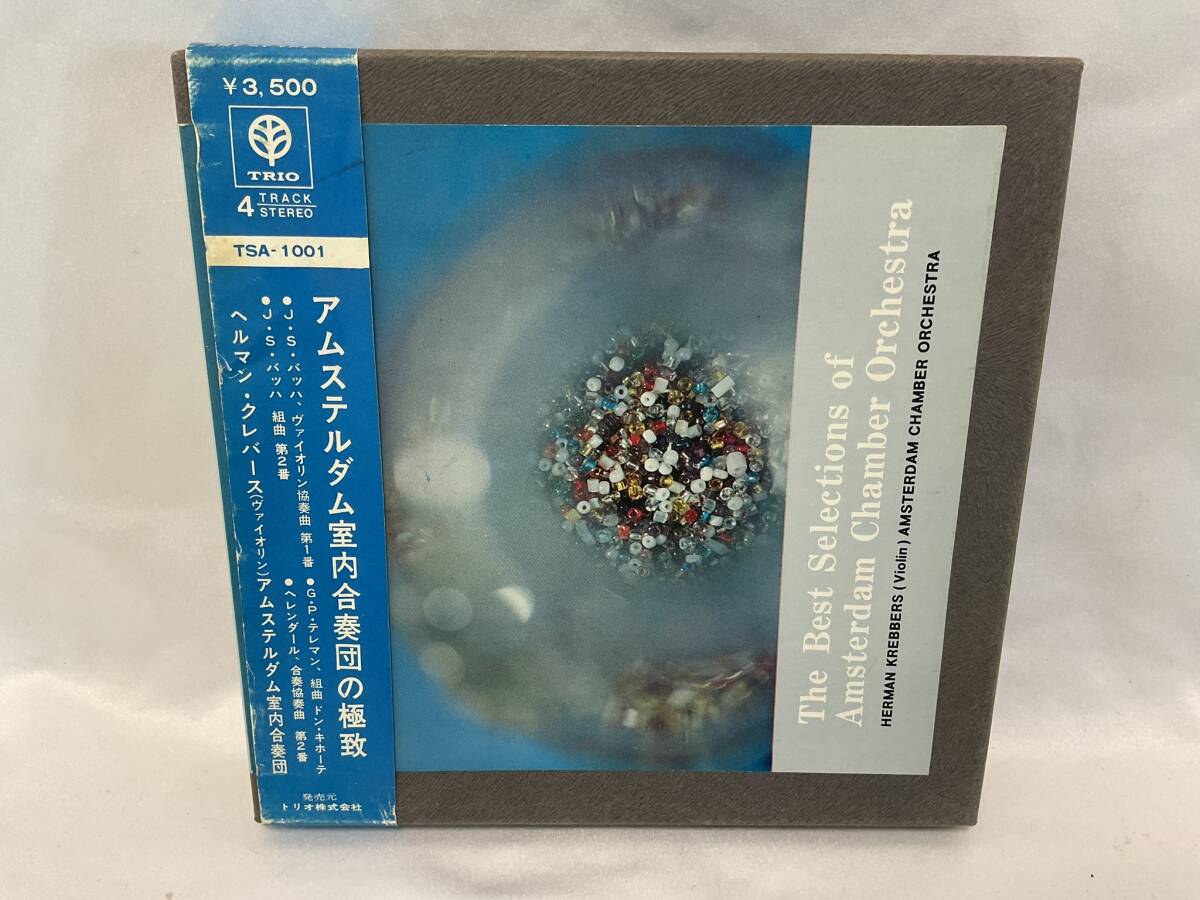 ¥3,500
TRIO
4 TRACK STEREO
TSA-1001
アムステルダム室内合奏団の極致
●J・S・バッハ、ヴァイオリン協奏曲 第1番
●G・P・テレマン、組曲 ドン・キホーテ
●J・S・バッハ 組曲 第2番
●ヘレンダール、合奏協奏曲 第2番
ヘルマン・クレバース(ヴァイオリン)アムステルダム室内合奏団
発売元
トリオ株式会社
The Best Selections of
Amsterdam Chamber Orchestra
HERMAN KREBBERS (Violin) AMSTERDAM CHAMBER ORCHESTRA